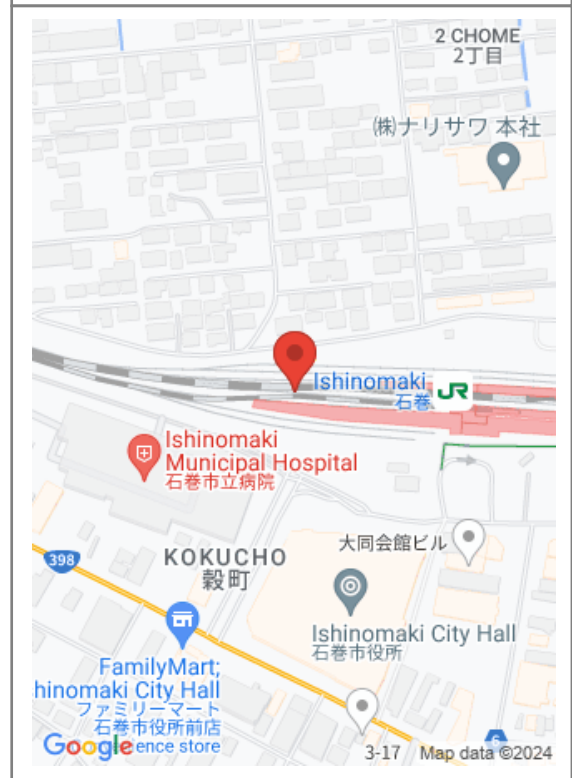 2 CHOME
2丁目
(株)ナリサワ 本社
Ishinomaki
石巻
JR
Ishinomaki
Municipal Hospital
石巻市立病院
大同会館ビル
398
KOKUCHO
穀町
Ishinomaki City Hall
石巻市役所
FamilyMart;
hinomaki City Hall
ファミリーマート
石巻市役所前店
ence store
Google
3-17
6
Map data ©2024